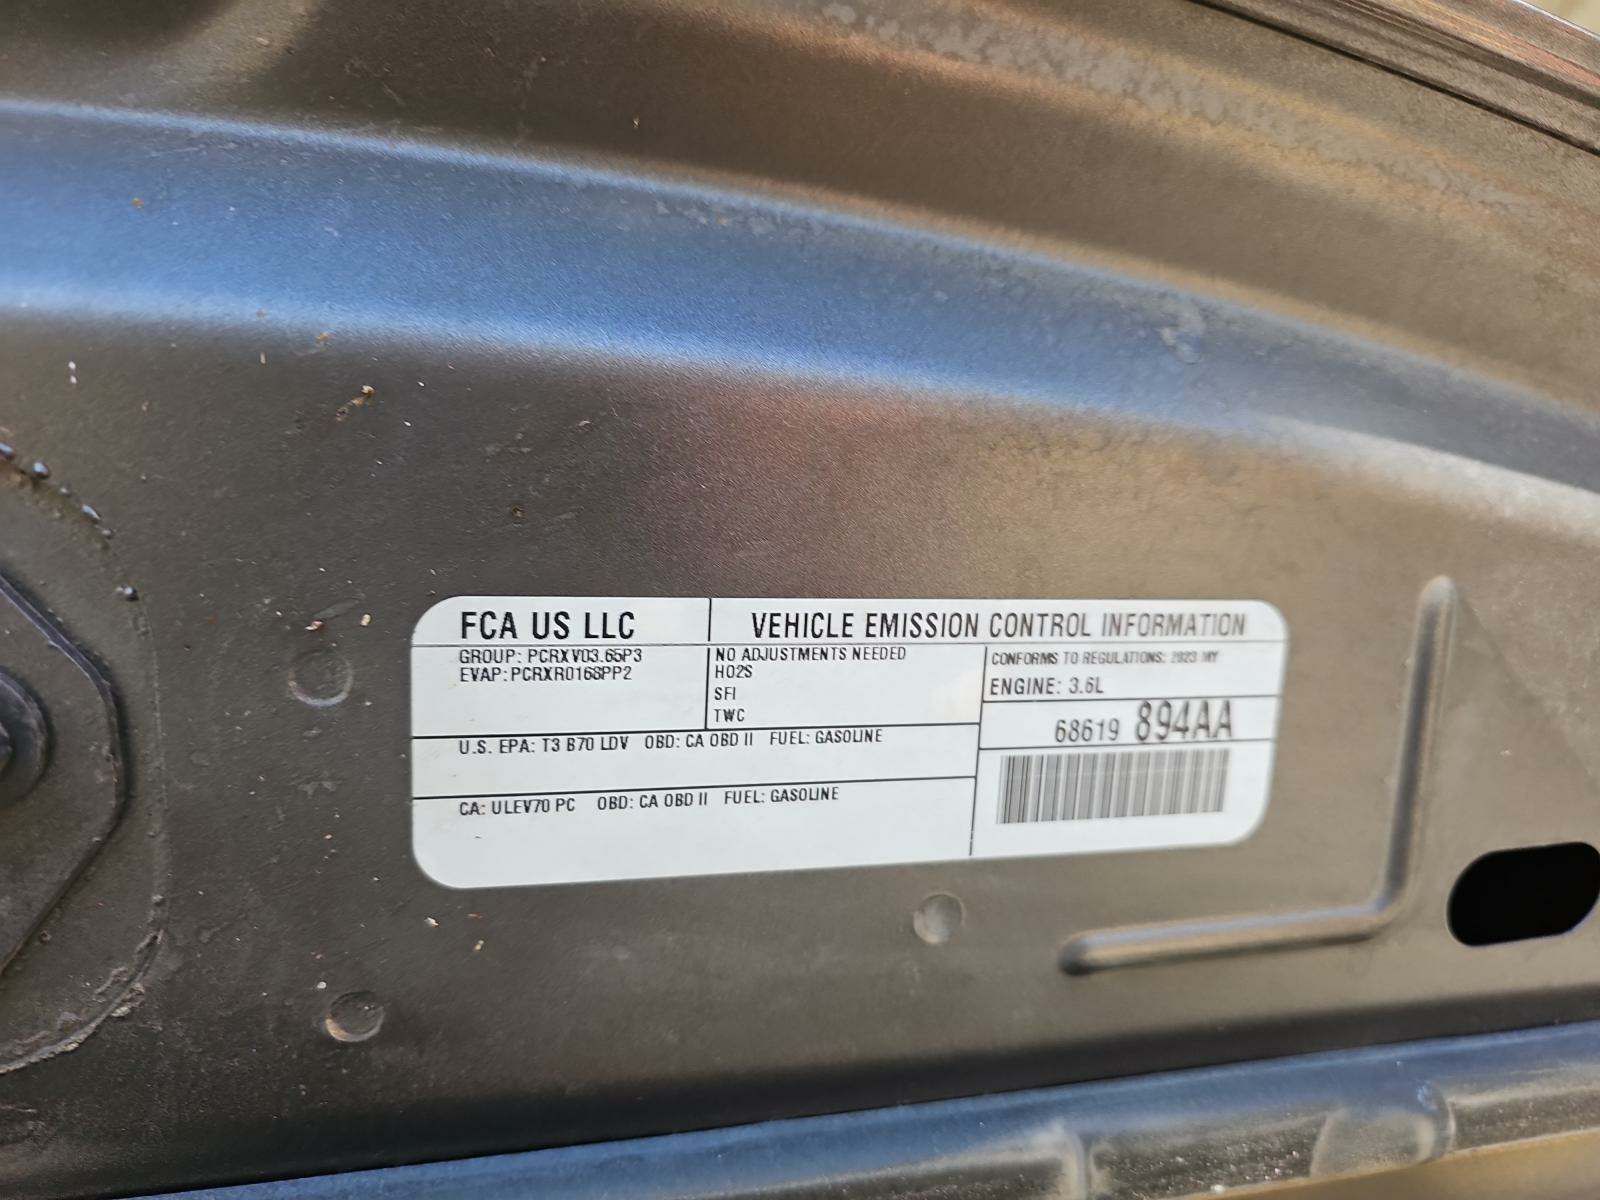 FCA US LLC
VEHICLE EMISSION CONTROL INFORMATION
GROUP: PCRXV03.65P3
EVAP: PCRXR0168PP2
NO ADJUSTMENTS NEEDED
HO2S
SFI
TWC
CONFORMS TO REGULATIONS: 2023 MY
ENGINE: 3.6L
68619 894AA
U.S. EPA: T3 B70 LDV OBD: CA OBD II FUEL: GASOLINE
CA: ULEV70 PC OBD: CA OBD II FUEL: GASOLINE